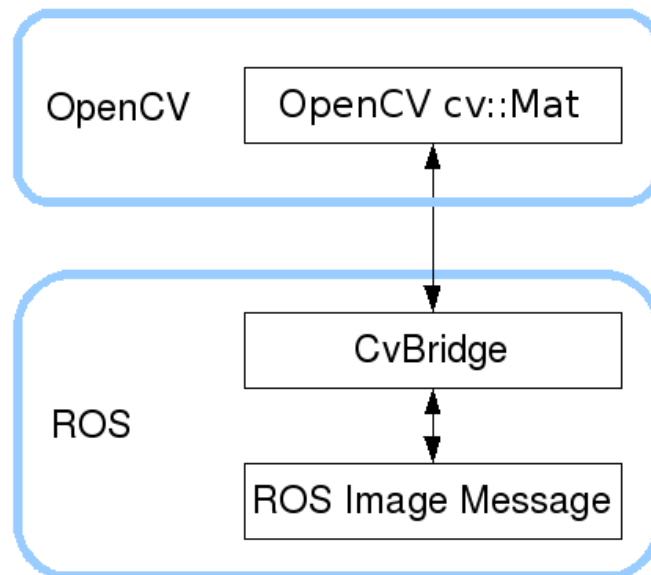 OpenCV
OpenCV cv::Mat
CvBridge
ROS
ROS Image Message